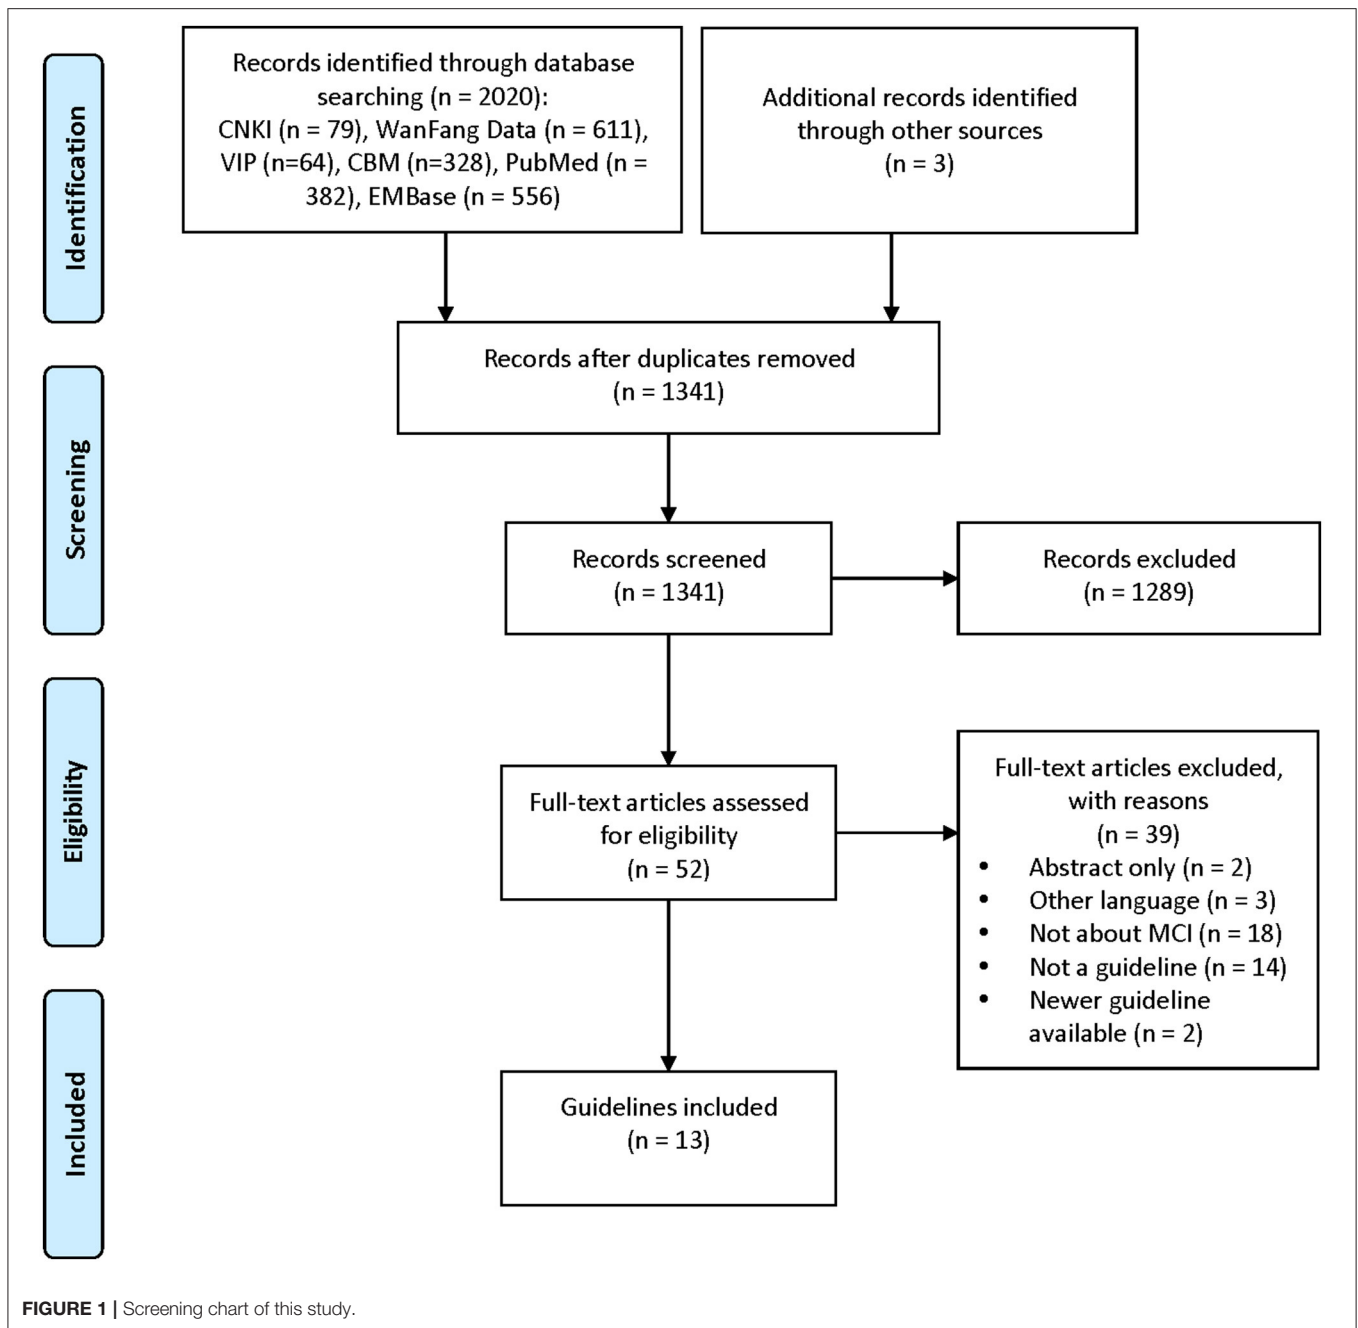 Identification
Records identified through database
searching (n = 2020):
CNKI (n = 79), WanFang Data (n = 611),
VIP (n=64), CBM (n=328), PubMed (n =
382), EMBase (n = 556)
Additional records identified
through other sources
(n = 3)
Records after duplicates removed
(n = 1341)
Screening
Records screened
(n = 1341)
Records excluded
(n = 1289)
Eligibility
Full-text articles assessed
for eligibility
(n = 52)
Full-text articles excluded,
with reasons
(n = 39)
• Abstract only (n = 2)
• Other language (n = 3)
• Not about MCI (n = 18)
• Not a guideline (n = 14)
• Newer guideline
available (n = 2)
Included
Guidelines included
(n = 13)
FIGURE 1 | Screening chart of this study.